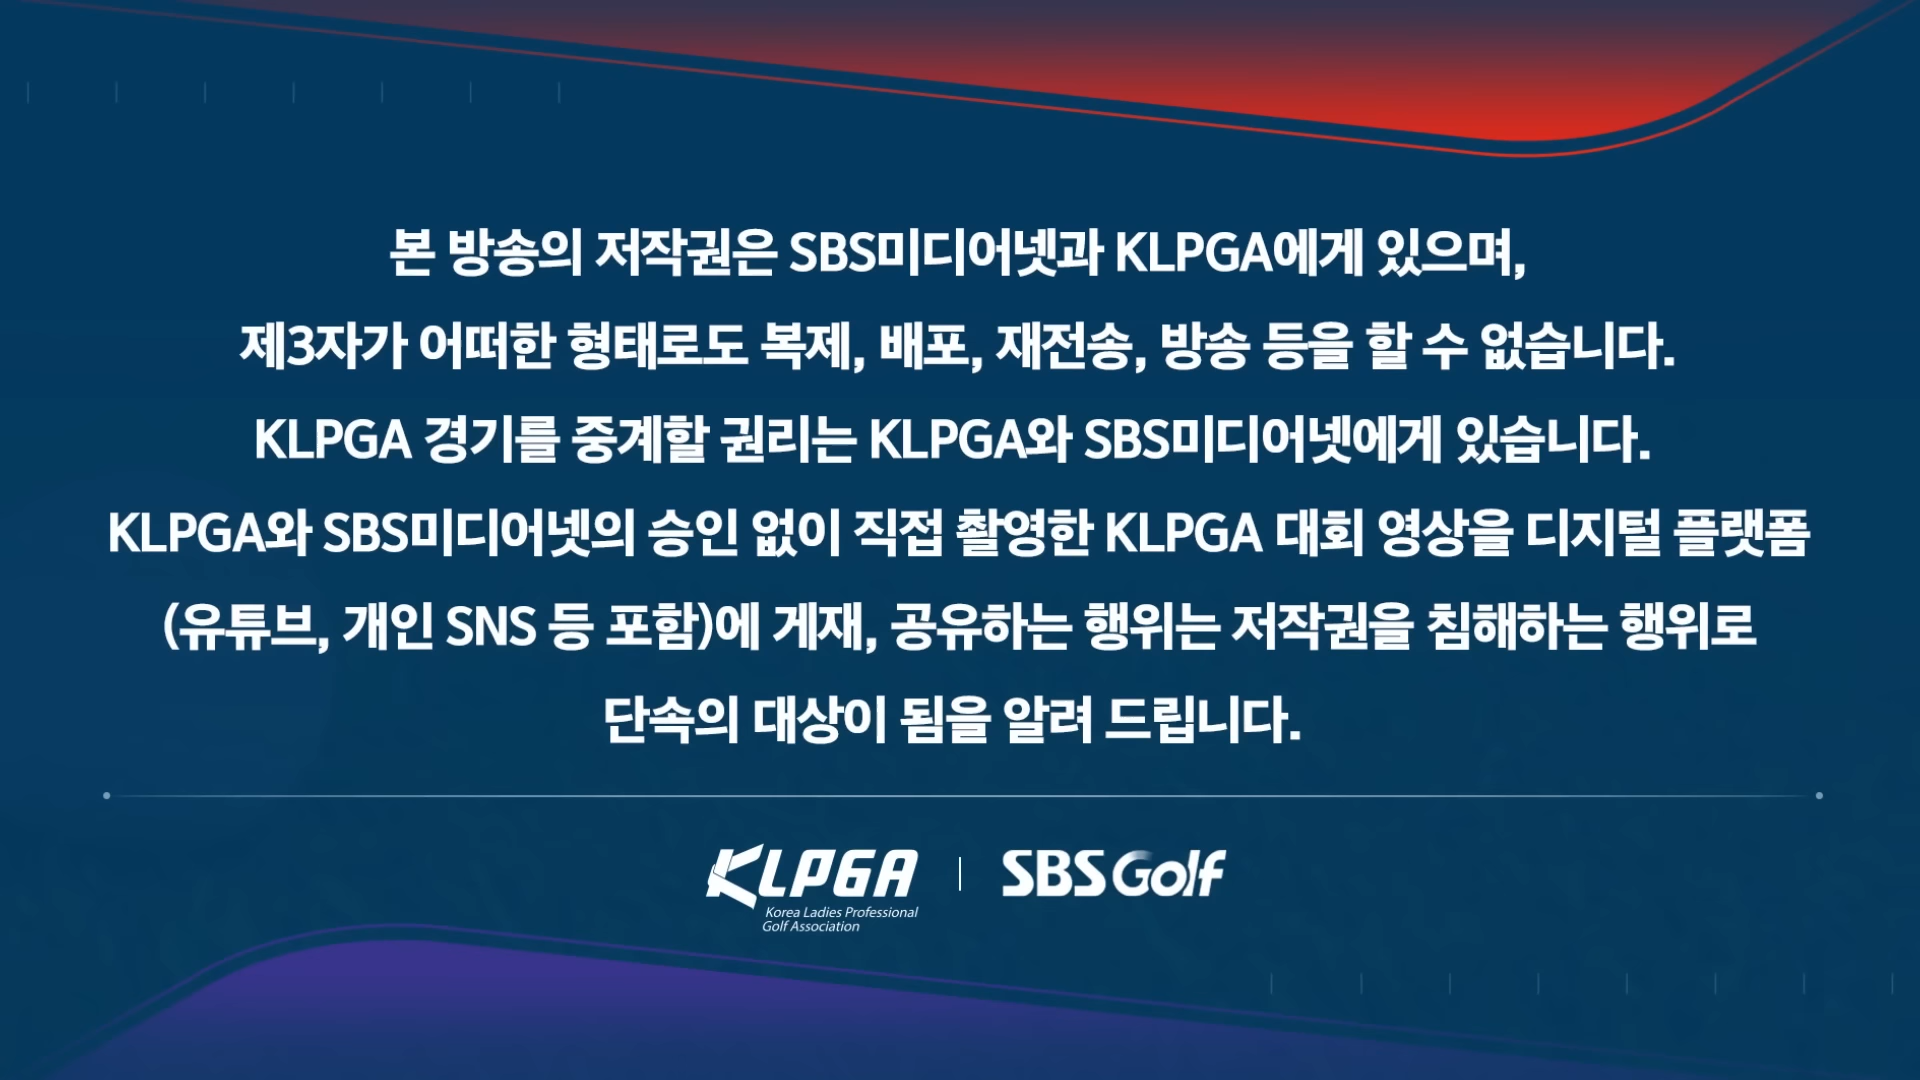 본 방송의 저작권은 SBS미디어넷과 KLPGA에게 있으며,
제3자가 어떠한 형태로도 복제, 배포, 재전송, 방송 등을 할 수 없습니다.
KLPGA 경기를 중계할 권리는 KLPGA와 SBS미디어넷에게 있습니다.
KLPGA와 SBS미디어넷의 승인 없이 직접 촬영한 KLPGA 대회 영상을 디지털 플랫폼
(유튜브, 개인 SNS 등 포함)에 게재, 공유하는 행위는 저작권을 침해하는 행위로
단속의 대상이 됨을 알려 드립니다.
KLPGA
Korea Ladies Professional
Golf Association
SBS Golf